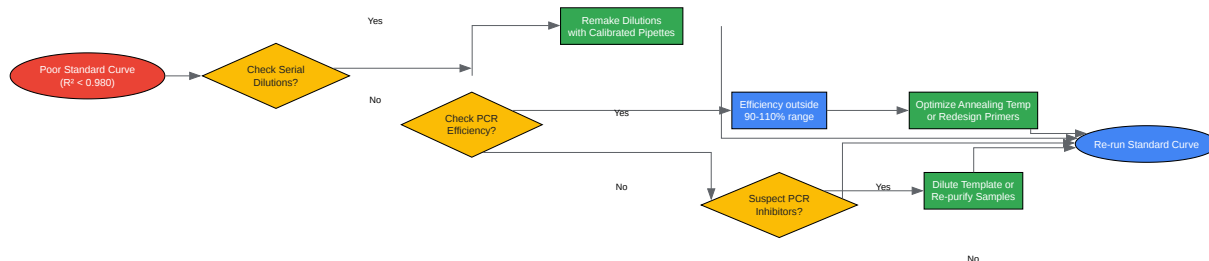 Yes
Remake Dilutions
with Calibrated Pipettes
Poor Standard Curve
(R² < 0.980)
Check Serial
Dilutions?
No
Check PCR
Efficiency?
Yes
Efficiency outside
90-110% range
Optimize Annealing Temp
or Redesign Primers
Re-run Standard Curve
No
Suspect PCR
Inhibitors?
Yes
Dilute Template or
Re-purify Samples
No